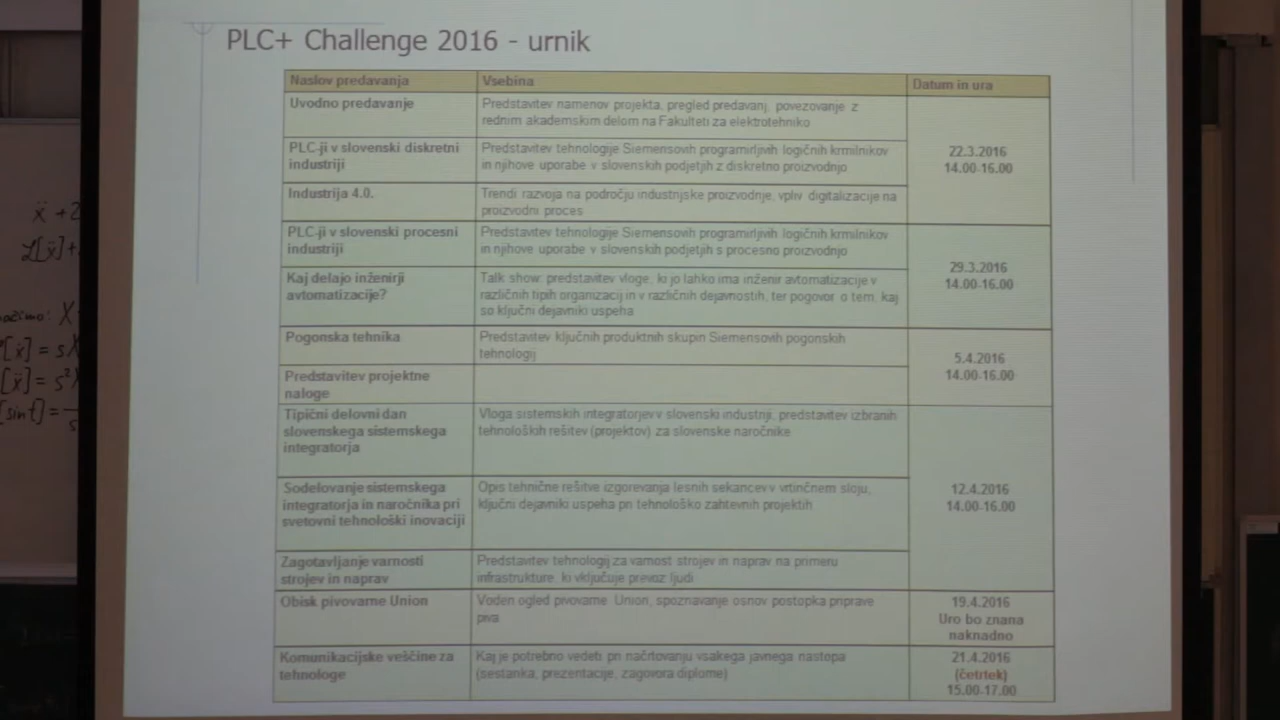 PLC+ Challenge 2016 - urnik
Naslov predavanja
Vsebina
Datum in ura
Uvodno predavanje
Predstavitev namenov projekta, pregled predavanj, povezovanje z
rednim akademskim delom na Fakulteti za elektrotehniko
PLC-ji v slovenski diskretni
industriji
Predstavitev tehnologije Siemensovih programirljivih logičnih krmilnikov
in njihove uporabe v slovenskih podjetjih z diskretno proizvodnjo
22.3.2016
14.00-16.00
Industrija 4.0.
Trendi razvoja na področju industrijske proizvodnje, vpliv digitalizacije na
proizvodni proces
PLC-ji v slovenski procesni
industriji
Predstavitev tehnologije Siemensovih programirljivih logičnih krmilnikov
in njihove uporabe v slovenskih podjetjih s procesno proizvodnjo
29.3.2016
14.00-16.00
Kaj delajo inženirji
avtomatizacije?
Talk show: predstavitev vloge, ki jo lahko ima inženir avtomatizacije v
različnih tipih organizacij in v različnih dejavnostih, ter pogovor o tem, kaj
so ključni dejavniki uspeha
Pogonska tehnika
Predstavitev ključnih produktnih skupin Siemensovih pogonskih
tehnologij
5.4.2016
14.00-16.00
Predstavitev projektne
naloge
Tipični delovni dan
slovenskega sistemskega
integratorja
Vloga sistemskih integratorjev v slovenski industriji, predstavitev izbranih
tehnoloških rešitev (projektov) za slovenske naročnike
Sodelovanje sistemskega
integratorja in naročnika pri
svetovni tehnološki inovaciji
Opis tehnične rešitve izgorevanja lesnih sekancev v vrtinčnem sloju,
ključni dejavniki uspeha pri tehnološko zahtevnih projektih
12.4.2016
14.00-16.00
Zagotavljanje varnosti
strojev in naprav
Predstavitev tehnologij za varnost strojev in naprav na primeru
infrastrukture, ki vključuje prevoz ljudi
Obisk pivovarne Union
Voden ogled pivovarne Union, spoznavanje osnov postopka priprave
piva
19.4.2016
Uro bo znana
naknadno
Komunikacijske veščine za
tehnologe
Kaj je potrebno vedeti pri načrtovanju vsakega javnega nastopa
(sestanka, prezentacije, zagovora diplome)
21.4.2016
(četrtek)
15.00-17.00